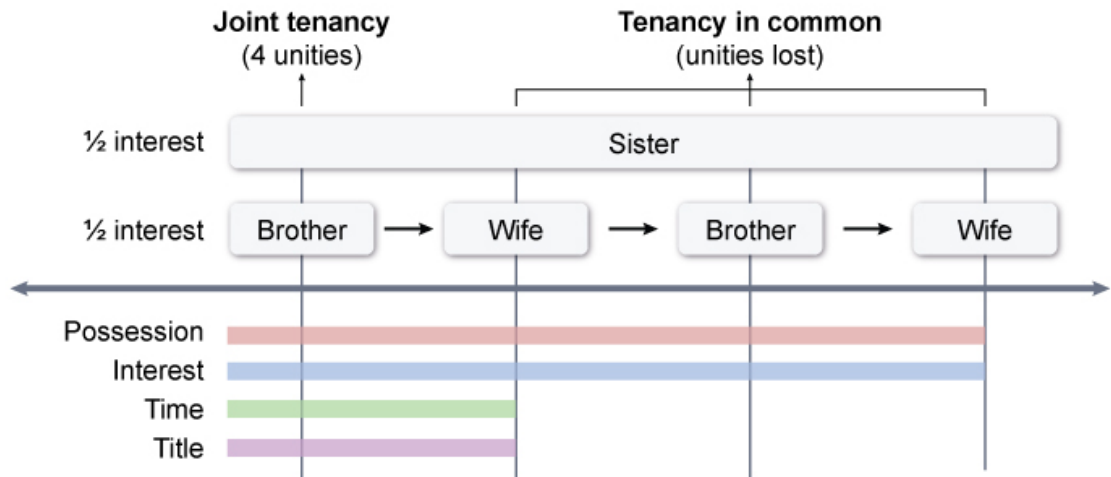 Joint tenancy
(4 unities)
Tenancy in common
(unities lost)
½ interest
Sister
½ interest
Brother
Wife
Brother
Wife
Possession
Interest
Time
Title